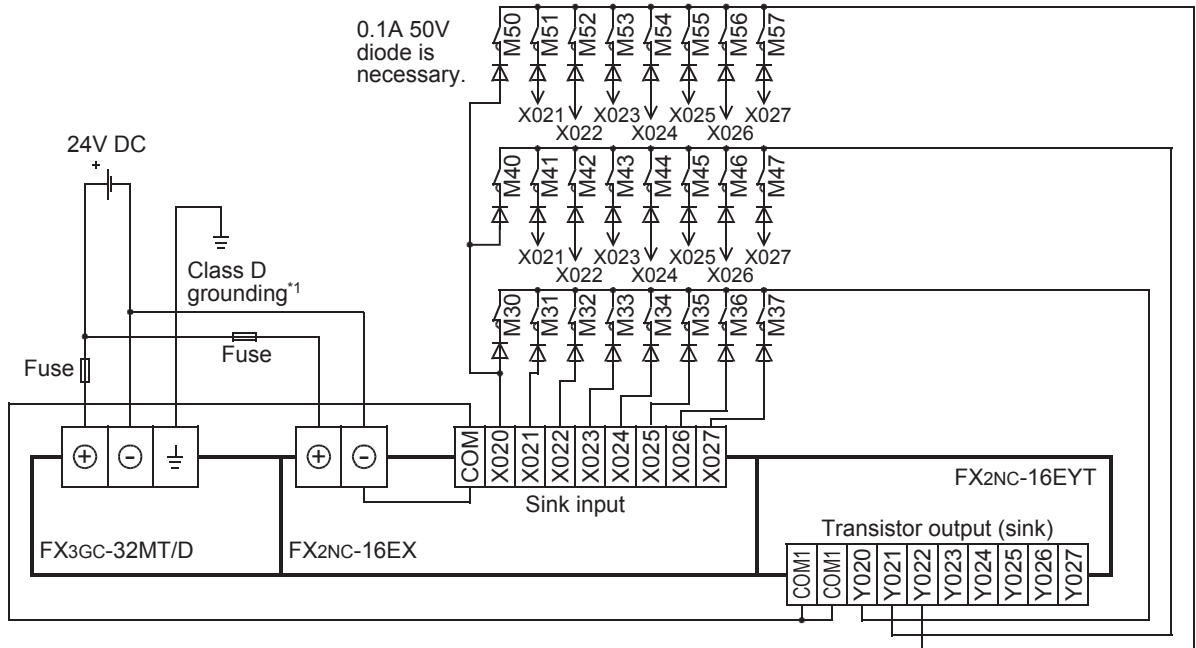 0.1A 50V
diode is
necessary.
M50 M51 M52 M53 M54 M55 M56 M57
X021 X023 X025 X027
X022 X024 X026
24V DC
+
M40 M41 M42 M43 M44 M45 M46 M47
X021 X023 X025 X027
X022 X024 X026
Class D
grounding*1
M30 M31 M32 M33 M34 M35 M36 M37
Fuse
Fuse
+ - + - COM X020 X021 X022 X023 X024 X025 X026 X027
Sink input
FX2NC-16EYT
Transistor output (sink)
FX3GC-32MT/D
FX2NC-16EX
COM1 COM1 Y020 Y021 Y022 Y023 Y024 Y025 Y026 Y027